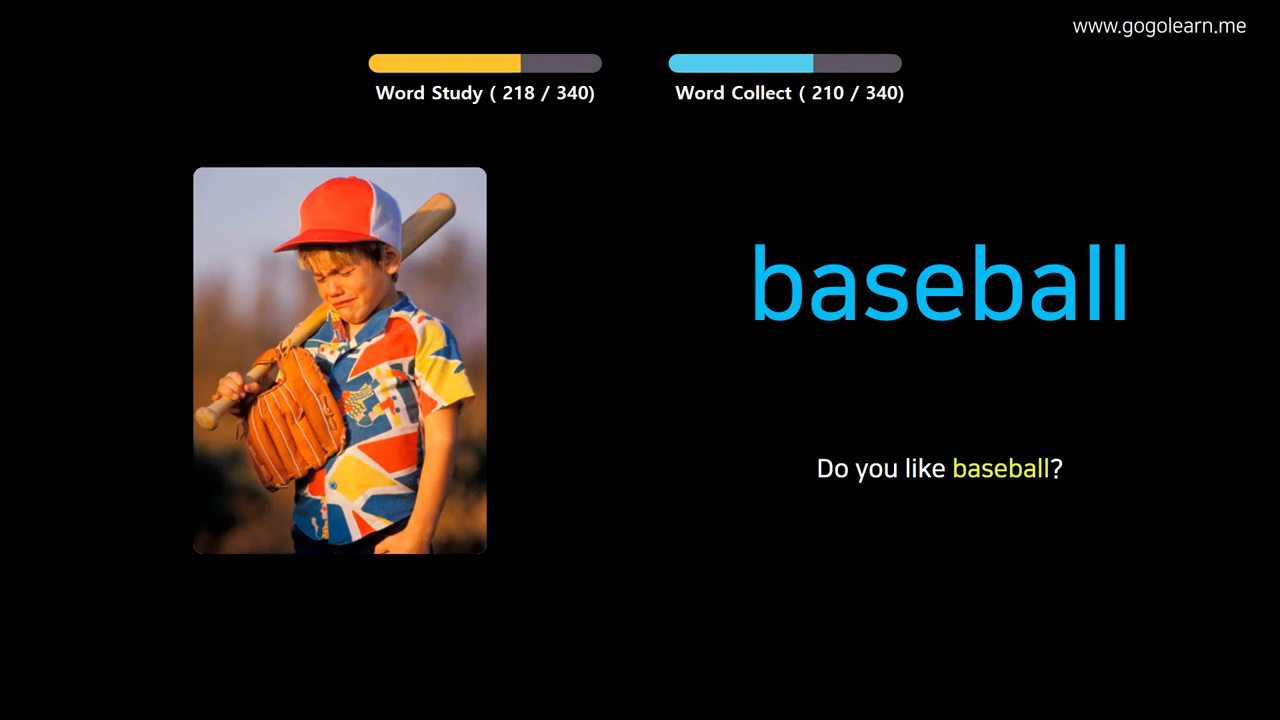 www.gogolearn.me
Word Study ( 218 / 340)
Word Collect ( 210 / 340)
baseball
Do you like baseball?